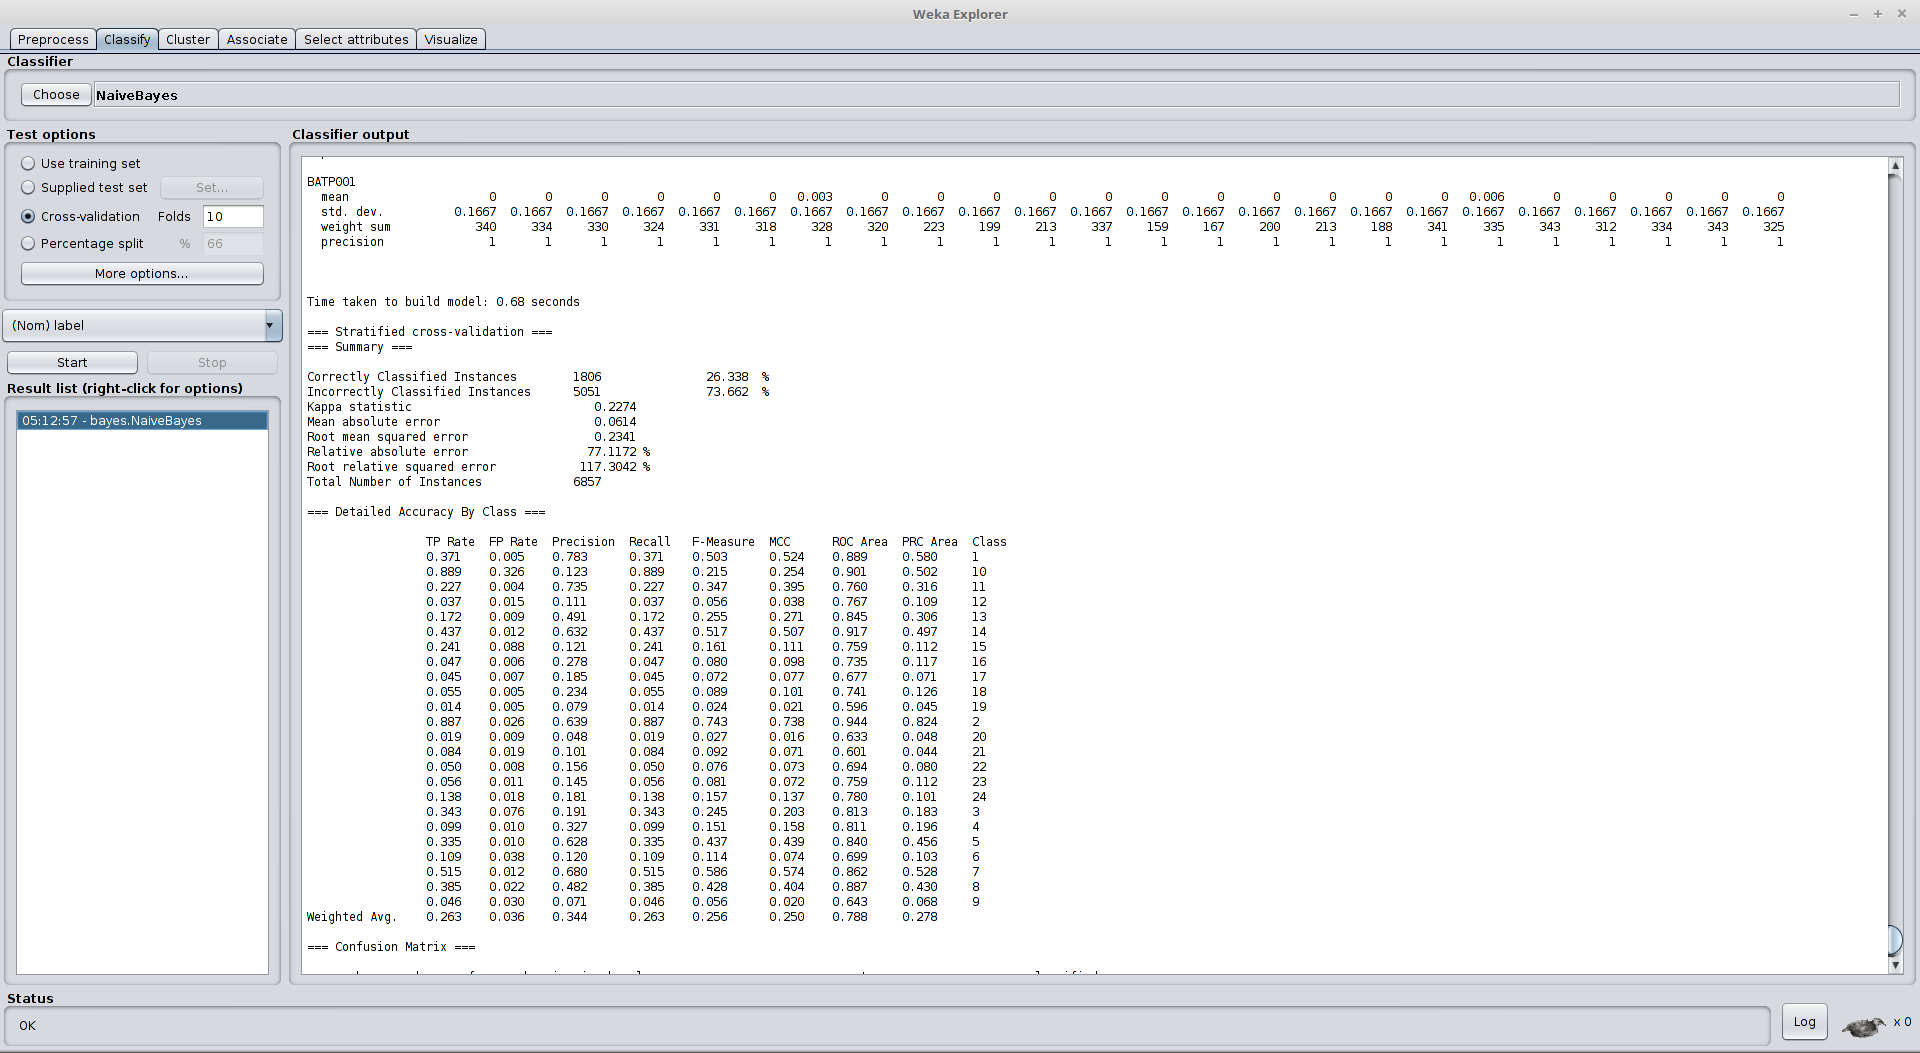 Weka Explorer
Preprocess Classify Cluster Associate Select attributes Visualize
Classifier
Choose NaiveBayes
Test options
Use training set
Supplied test set Set...
Cross-validation Folds 10
Percentage split % 66
More options...
(Nom) label
Start Stop
Result list (right-click for options)
05:12:57 - bayes.NaiveBayes
Classifier output
BATP001
mean 0 0 0 0 0 0 0.003 0 0 0 0 0 0 0 0 0 0 0 0.006 0 0 0 0 0
std. dev. 0.1667 0.1667 0.1667 0.1667 0.1667 0.1667 0.1667 0.1667 0.1667 0.1667 0.1667 0.1667 0.1667 0.1667 0.1667 0.1667 0.1667 0.1667 0.1667 0.1667 0.1667 0.1667 0.1667 0.1667
weight sum 340 334 330 324 331 318 328 320 223 199 213 337 159 167 200 213 188 341 335 343 312 334 343 325
precision 1 1 1 1 1 1 1 1 1 1 1 1 1 1 1 1 1 1 1 1 1 1 1 1
Time taken to build model: 0.68 seconds
=== Stratified cross-validation ===
=== Summary ===
Correctly Classified Instances 1806 26.338 %
Incorrectly Classified Instances 5051 73.662 %
Kappa statistic 0.2274
Mean absolute error 0.0614
Root mean squared error 0.2341
Relative absolute error 77.1172 %
Root relative squared error 117.3042 %
Total Number of Instances 6857
=== Detailed Accuracy By Class ===
TP Rate FP Rate Precision Recall F-Measure MCC ROC Area PRC Area Class
0.371 0.005 0.783 0.371 0.503 0.524 0.889 0.580 1
0.889 0.326 0.123 0.889 0.215 0.254 0.901 0.502 10
0.227 0.004 0.735 0.227 0.347 0.395 0.760 0.316 11
0.037 0.015 0.111 0.037 0.056 0.038 0.767 0.109 12
0.172 0.009 0.491 0.172 0.255 0.271 0.845 0.306 13
0.437 0.012 0.632 0.437 0.517 0.507 0.917 0.497 14
0.241 0.088 0.121 0.241 0.161 0.111 0.759 0.112 15
0.047 0.006 0.278 0.047 0.080 0.098 0.735 0.117 16
0.045 0.007 0.185 0.045 0.072 0.077 0.677 0.071 17
0.055 0.005 0.234 0.055 0.089 0.101 0.741 0.126 18
0.014 0.005 0.079 0.014 0.024 0.021 0.596 0.045 19
0.887 0.026 0.639 0.887 0.743 0.738 0.944 0.824 2
0.019 0.009 0.048 0.019 0.027 0.016 0.633 0.048 20
0.084 0.019 0.101 0.084 0.092 0.071 0.601 0.044 21
0.050 0.008 0.156 0.050 0.076 0.073 0.694 0.080 22
0.056 0.011 0.145 0.056 0.081 0.072 0.759 0.112 23
0.138 0.018 0.181 0.138 0.157 0.137 0.780 0.101 24
0.343 0.076 0.191 0.343 0.245 0.203 0.813 0.183 3
0.099 0.010 0.327 0.099 0.151 0.158 0.811 0.196 4
0.335 0.010 0.628 0.335 0.437 0.439 0.840 0.456 5
0.109 0.038 0.120 0.109 0.114 0.074 0.699 0.103 6
0.515 0.012 0.680 0.515 0.586 0.574 0.862 0.528 7
0.385 0.022 0.482 0.385 0.428 0.404 0.887 0.430 8
0.046 0.030 0.071 0.046 0.056 0.020 0.643 0.068 9
Weighted Avg. 0.263 0.036 0.344 0.263 0.256 0.250 0.788 0.278
=== Confusion Matrix ===
Status
OK
Log
x 0